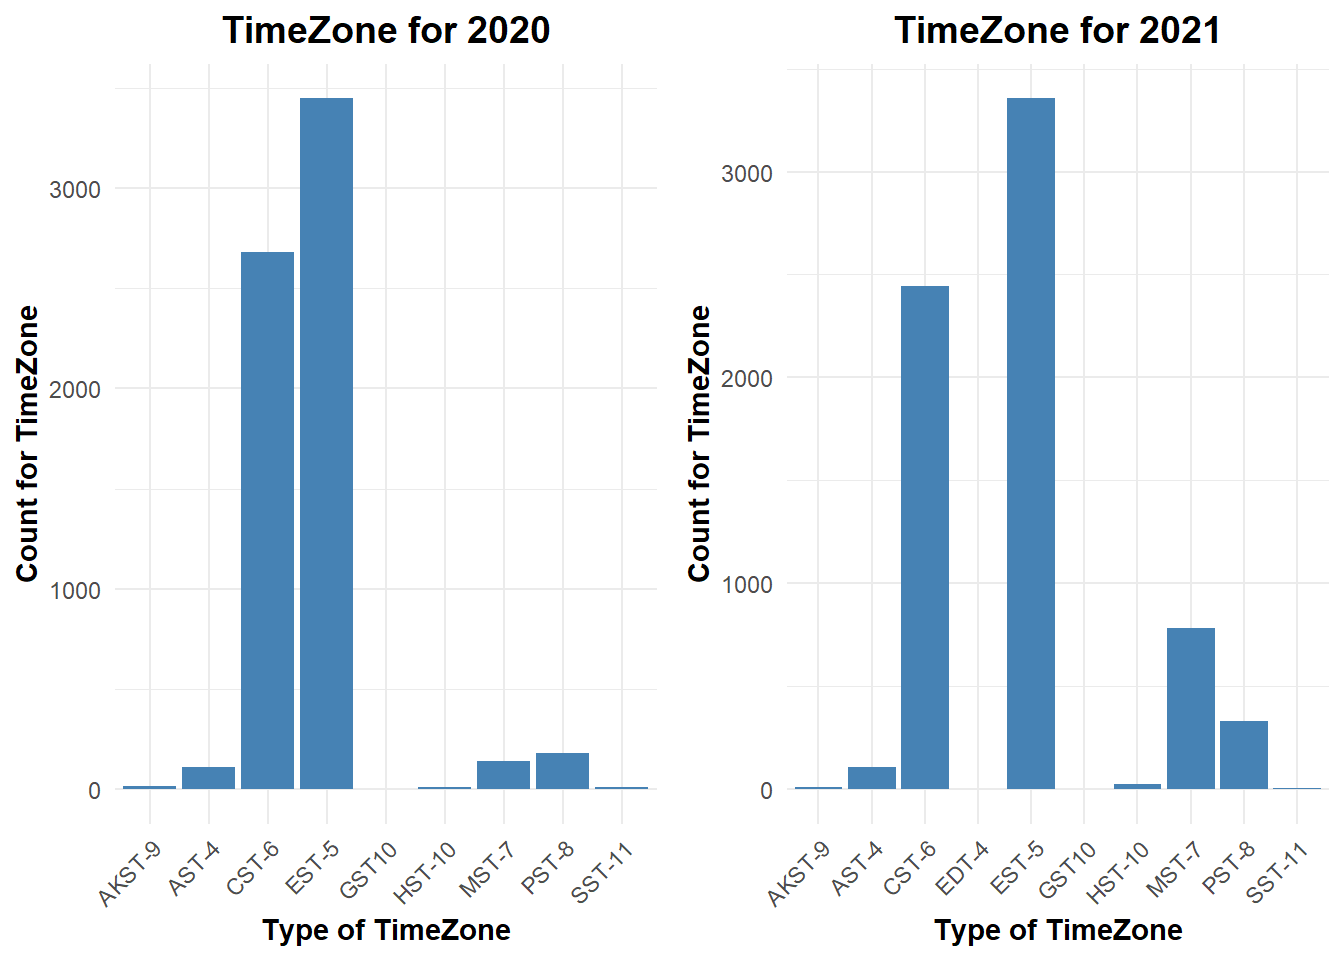 TimeZone for 2020
Count for TimeZone
3000
2000
1000
0
AKST-9
AST-4
CST-6
EST-5
GST10
HST-10
MST-7
PST-8
SST-11
Type of TimeZone
TimeZone for 2021
Count for TimeZone
3000
2000
1000
0
AKST-9
AST-4
CST-6
EDT-4
EST-5
GST10
HST-10
MST-7
PST-8
SST-11
Type of TimeZone